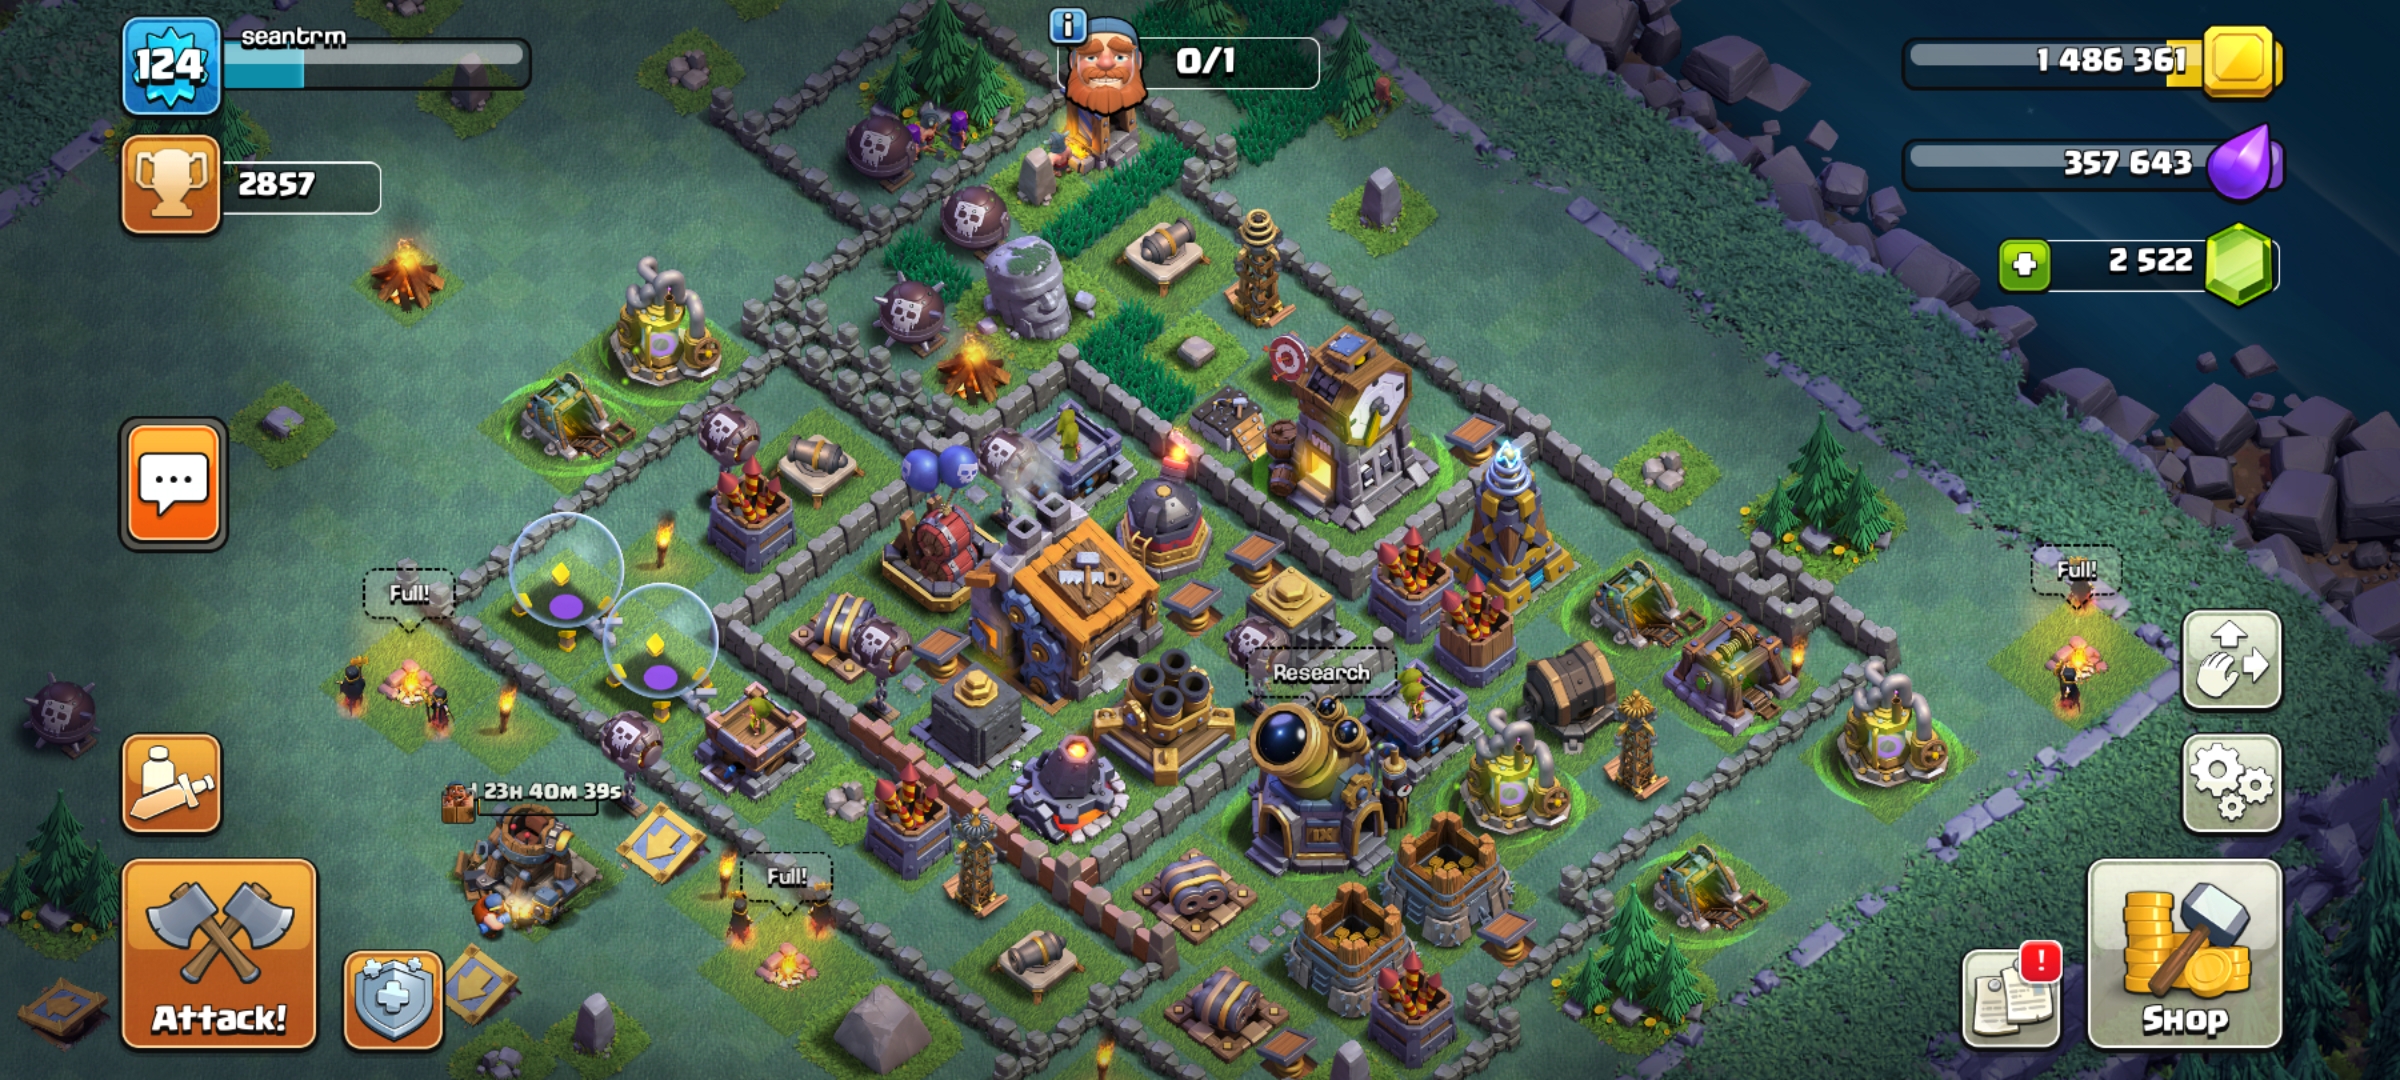 124
seantrm
2857
i
0/1
1 486 361
357 643
2 522
Full!
Full!
Research
23H 40M 39s
Full!
IX
Attack!
!
Shop